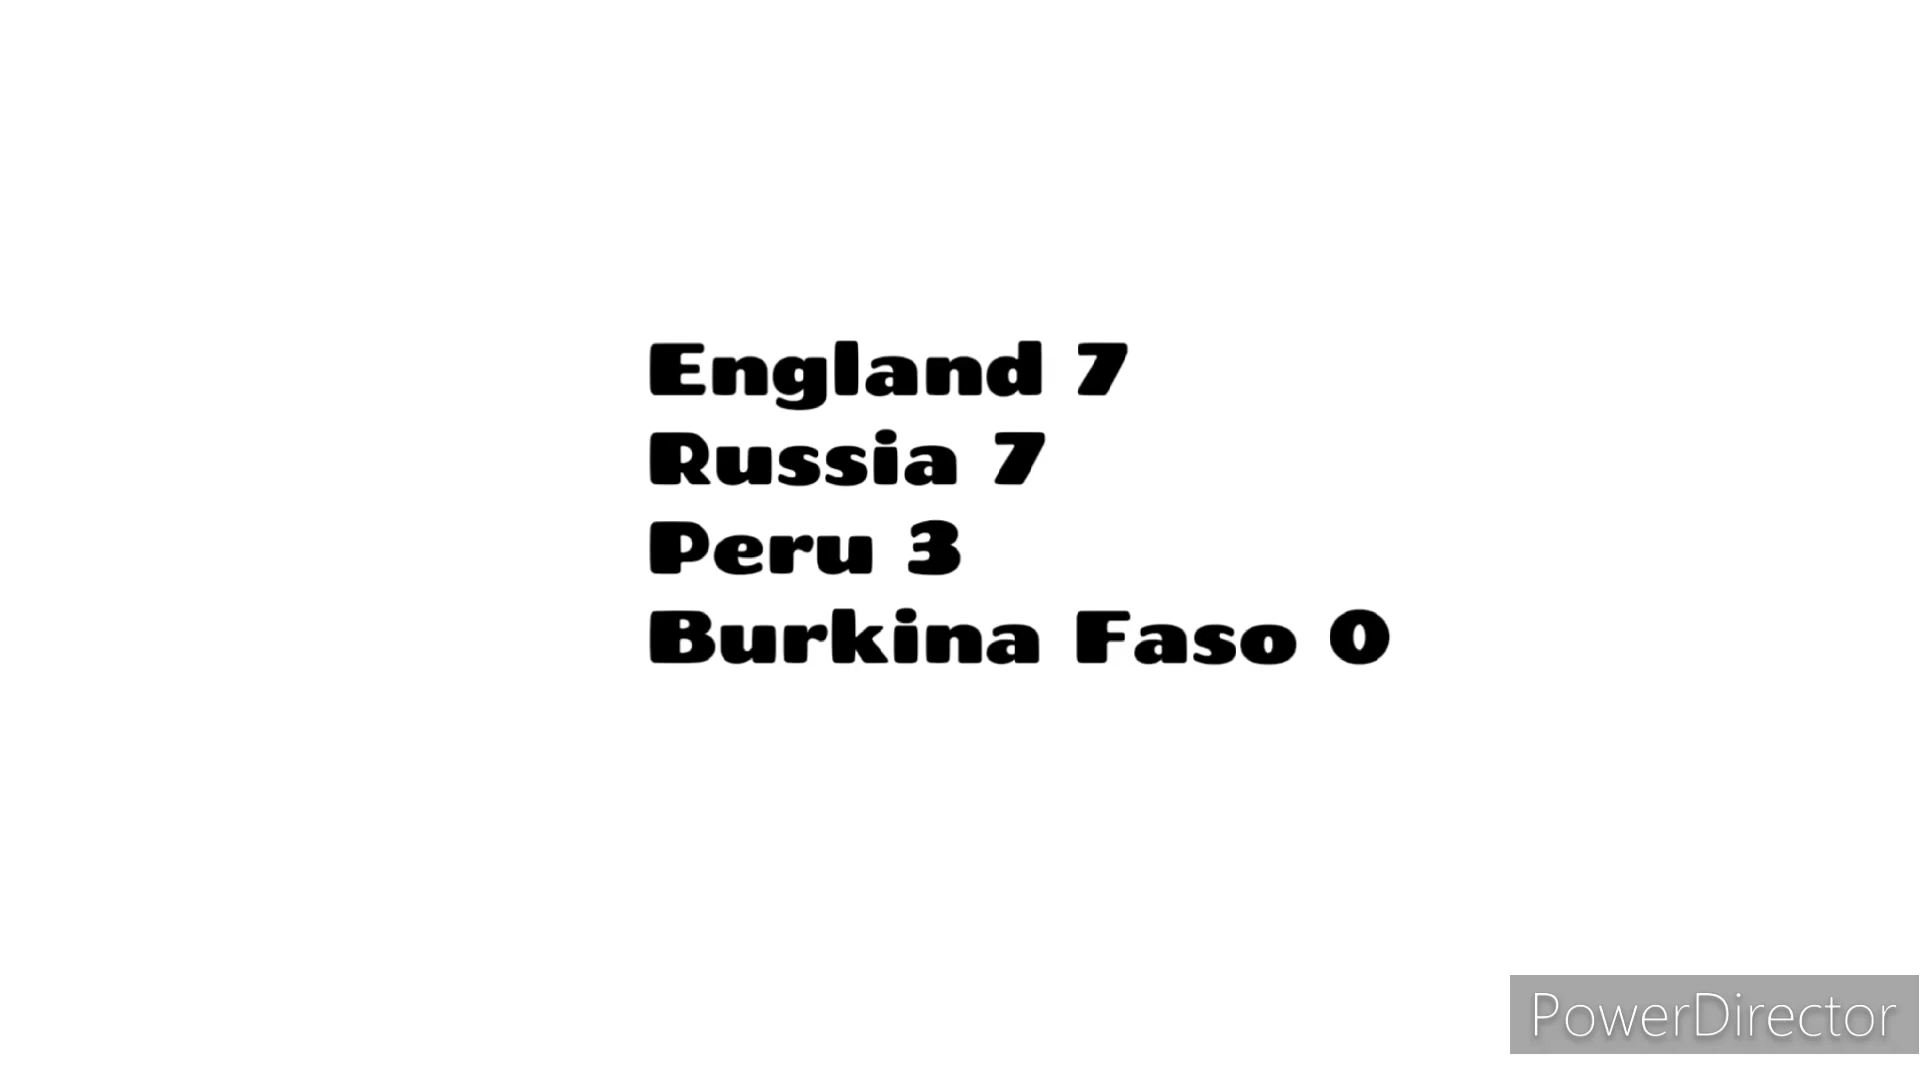 England 7
Russia 7
Peru 3
Burkina Faso 0
PowerDirector